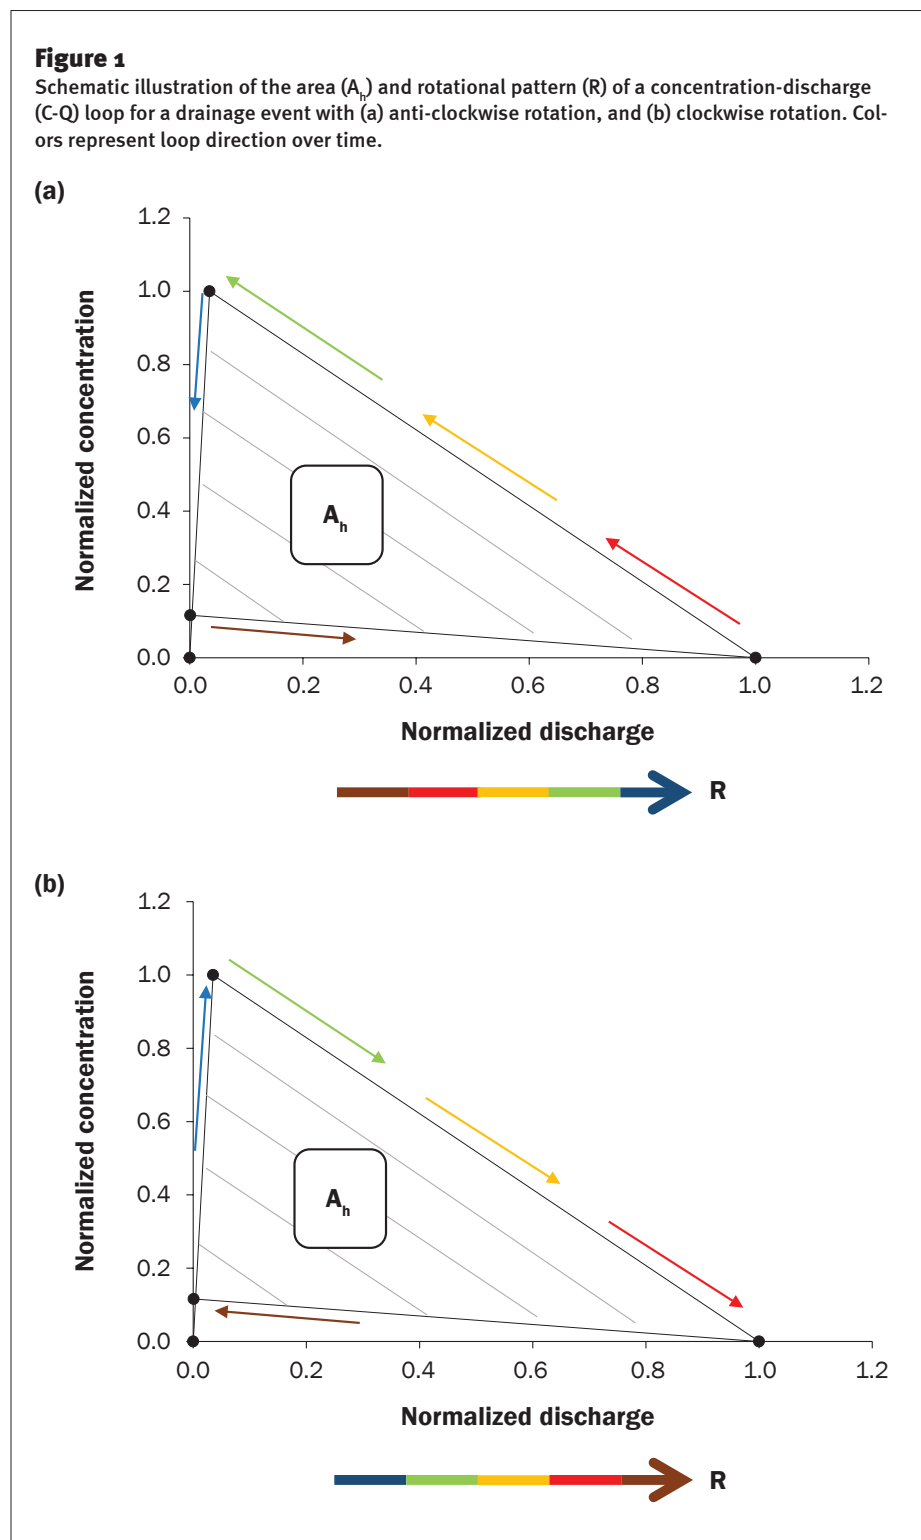 Figure 1
Schematic illustration of the area (Ah) and rotational pattern (R) of a concentration-discharge
(C-Q) loop for a drainage event with (a) anti-clockwise rotation, and (b) clockwise rotation. Col-
ors represent loop direction over time.
(a)
1.2
1.0
0.8
0.6
0.4
0.2
0.0
Normalized concentration
Ah
0.0 0.2 0.4 0.6 0.8 1.0 1.2
Normalized discharge
R
(b)
1.2
1.0
0.8
0.6
0.4
0.2
0.0
Normalized concentration
Ah
0.0 0.2 0.4 0.6 0.8 1.0 1.2
Normalized discharge
R